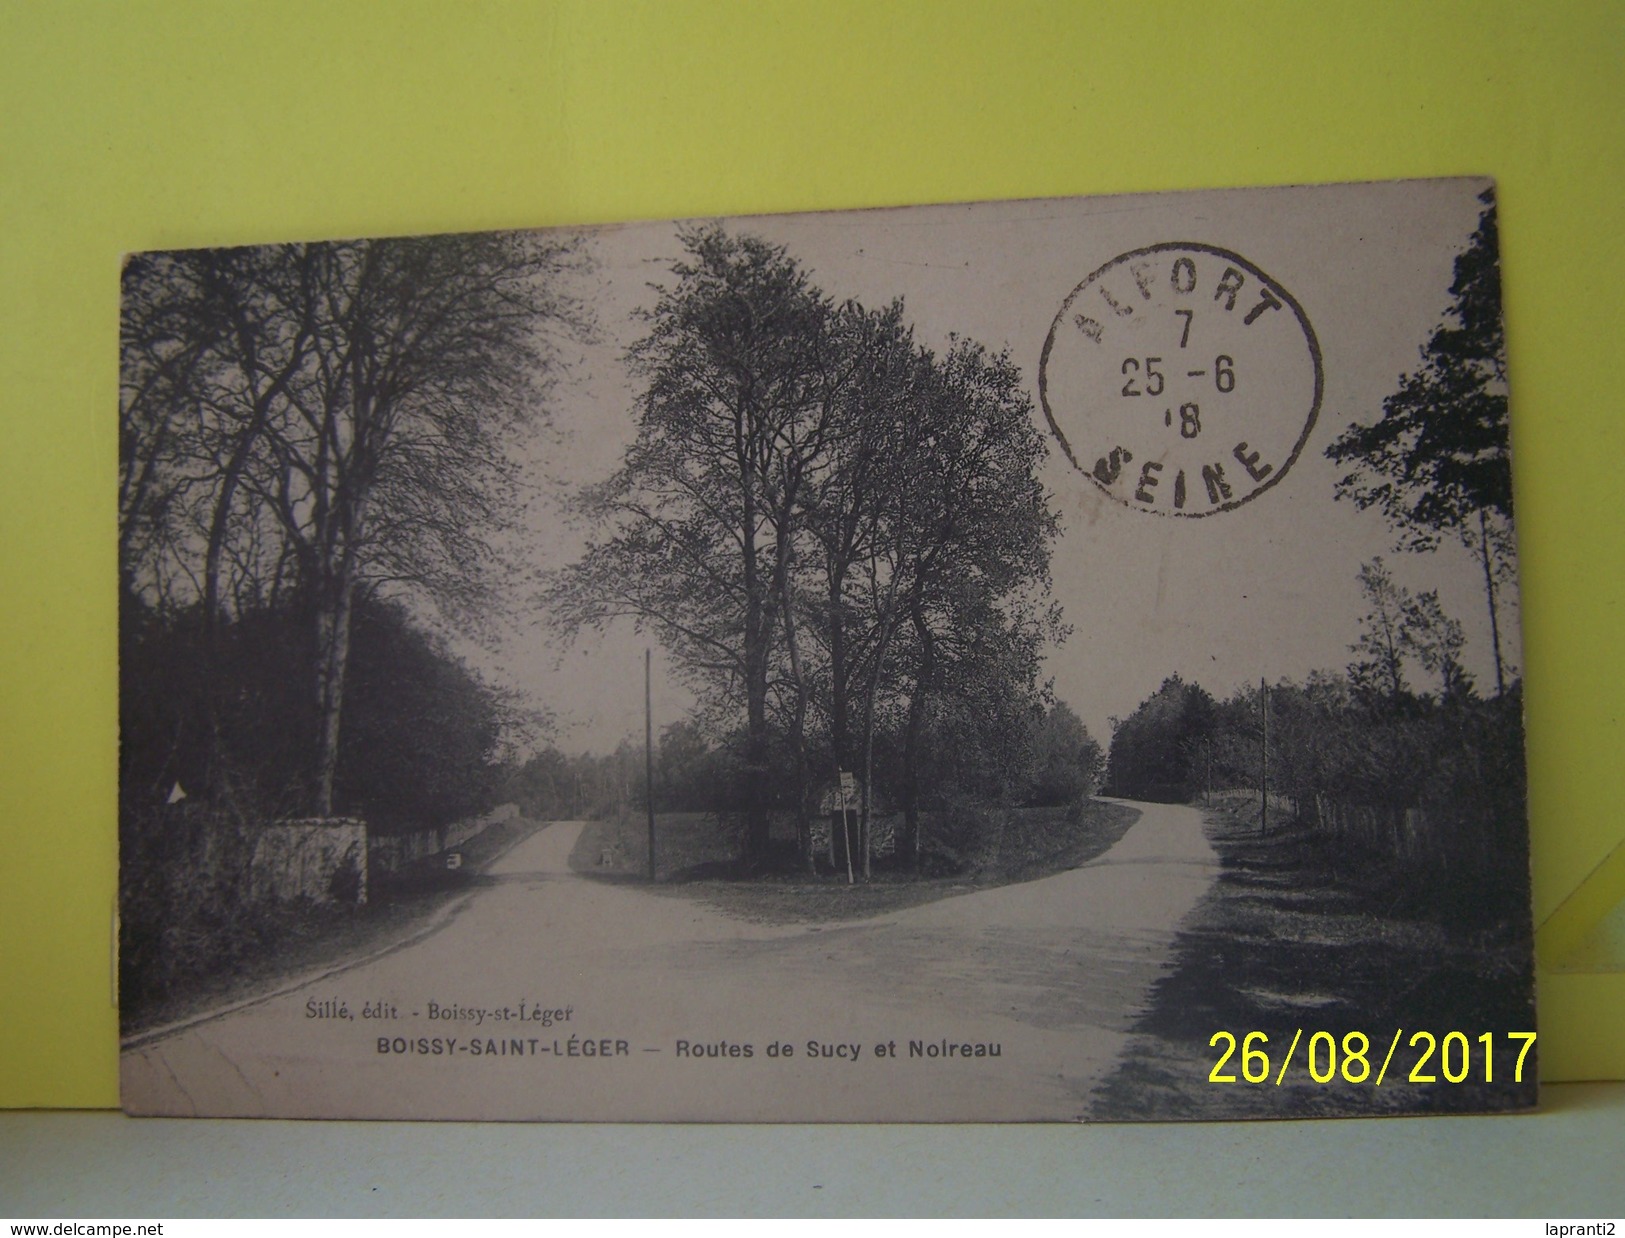 ALFORT
7
25 - 6
18
SEINE
Sillé, édit. - Boissy-st-Léger
BOISSY-SAINT-LÉGER — Routes de Sucy et Noireau
26/08/2017
www.delcampe.net
lapranti2